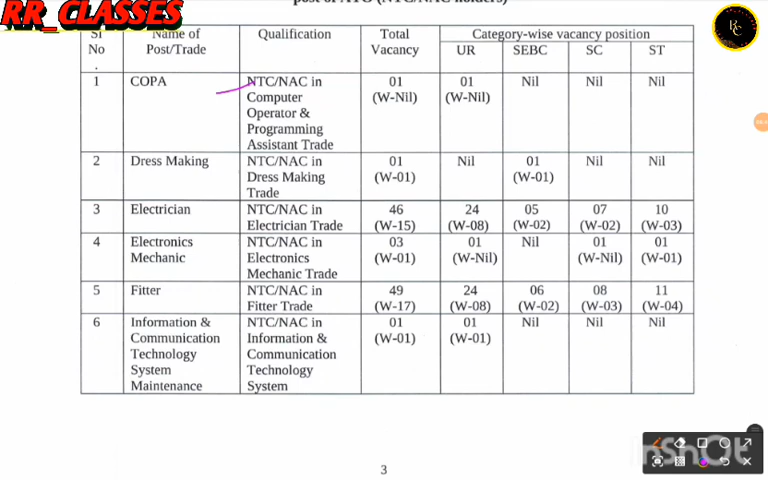 post of ATO (NTC/NAC holders)
RR_CLASSES
RC
Sl No . Name of Post/Trade Qualification Total Vacancy Category-wise vacancy position
UR SEBC SC ST
1 COPA NTC/NAC in 01 01 Nil Nil Nil
Computer (W-Nil) (W-Nil)
Operator &
Programming
Assistant Trade
2 Dress Making NTC/NAC in 01 Nil 01 Nil Nil
Dress Making (W-01) (W-01)
Trade
3 Electrician NTC/NAC in 46 24 05 07 10
Electrician Trade (W-15) (W-08) (W-02) (W-02) (W-03)
4 Electronics NTC/NAC in 03 01 Nil 01 01
Mechanic Electronics (W-01) (W-Nil) (W-Nil) (W-01)
Mechanic Trade
5 Fitter NTC/NAC in 49 24 06 08 11
Fitter Trade (W-17) (W-08) (W-02) (W-03) (W-04)
6 Information & NTC/NAC in 01 01 Nil Nil Nil
Communication Information & (W-01) (W-01)
Technology Communication
System Technology
Maintenance System
3
InShOt